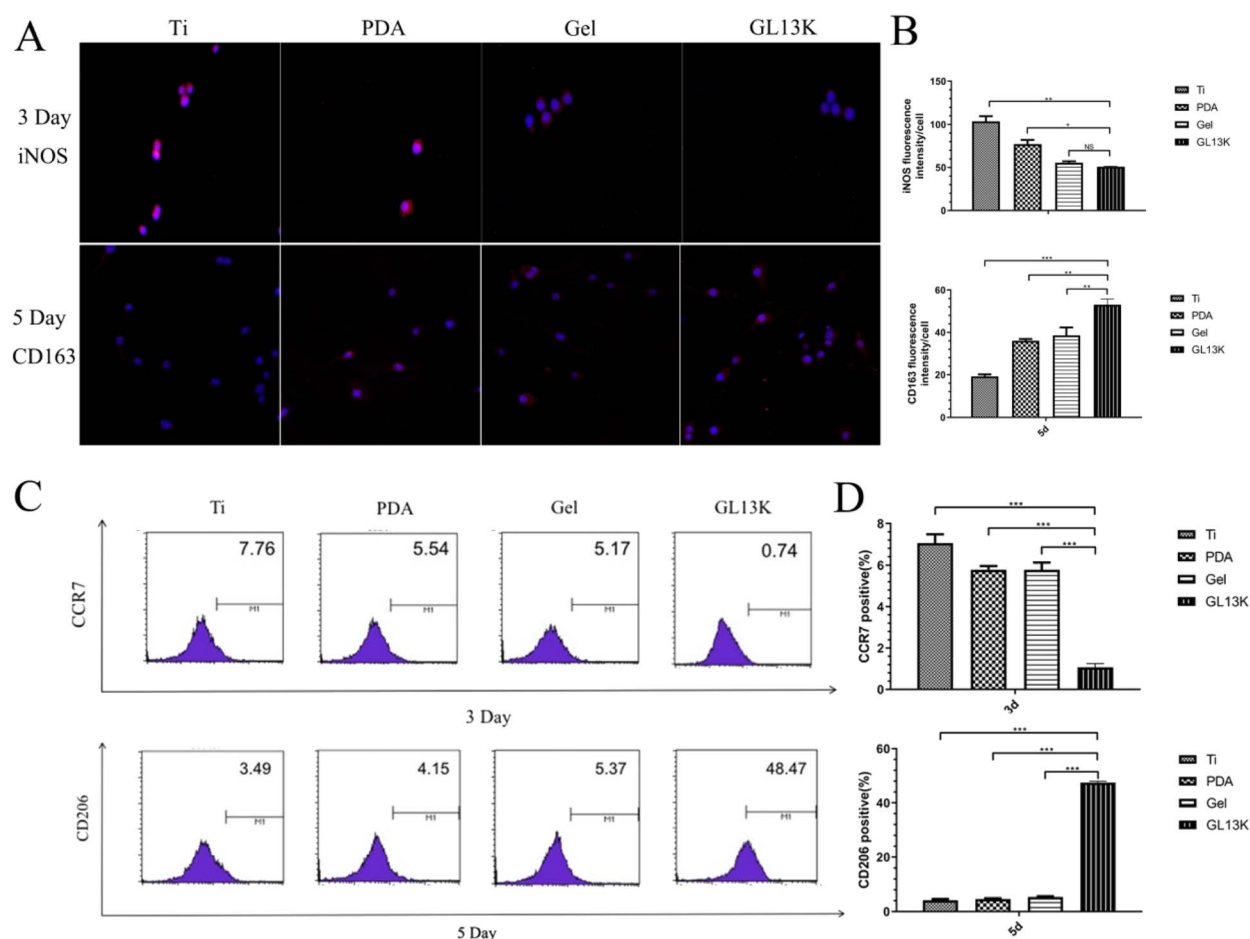 A
Ti
PDA
Gel
GL13K
3 Day
iNOS
5 Day
CD163
B
150
100
50
0
iNOS fluorescence
intensity/cell
**
*
NS
Ti
PDA
Gel
GL13K
60
40
20
0
CD163 fluorescence
intensity/cell
***
**
**
5d
Ti
PDA
Gel
GL13K
C
Ti
PDA
Gel
GL13K
CCR7
7.76
M1
5.54
M1
5.17
M1
0.74
M1
3 Day
CD206
3.49
M1
4.15
M1
5.37
M1
48.47
M1
5 Day
D
8
6
4
2
0
CCR7 positive(%)
***
***
***
3d
Ti
PDA
Gel
GL13K
60
40
20
0
CD206 positive(%)
***
***
***
5d
Ti
PDA
Gel
GL13K